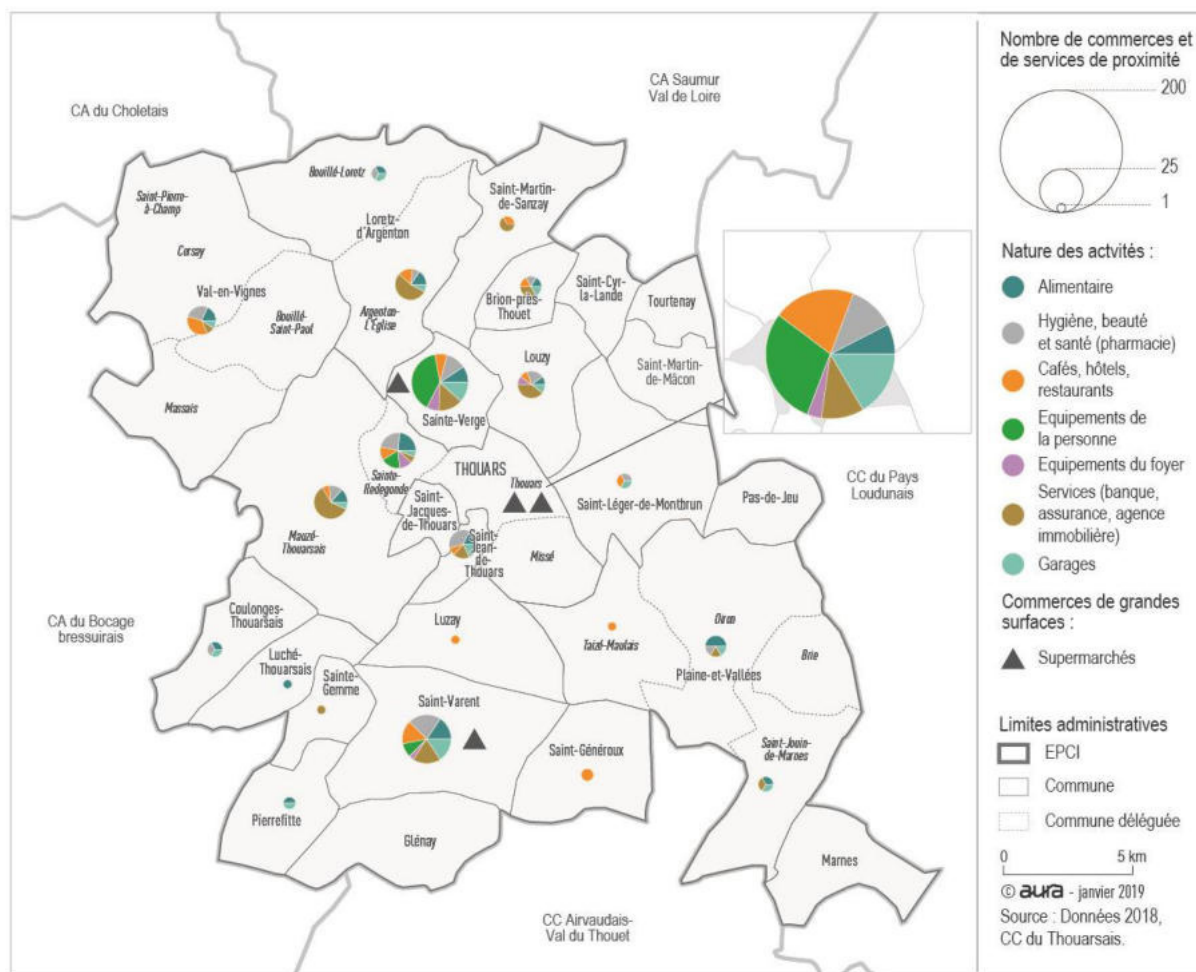 CA du Choletais
CA Saumur
Val de Loire
Bouillé-Loretz
Saint-Martin-
de-Sanzay
Saint-Pierre-
à-Champ
Loretz-
d'Argenton
Cersay
Val-en-Vignes
Bouillé-
Saint-Paul
Argenton-
L'Eglise
Brion-près-
Thouet
Saint-Cyr-
la-Lande
Tourtenay
Louzy
Saint-Martin-
de-Mâcon
Massais
Sainte-Verge
THOUARS
Thouars
Sainte-
Radegonde
Saint-
Jacques-
de-Thouars
Saint-Léger-de-Montbrun
Pas-de-Jeu
CC du Pays
Loudunais
Mauzé-
Thouarsais
Saint-
Jean-
de-
Thouars
Missé
CA du Bocage
bressuirais
Coulonges-
Thouarsais
Luzay
Taizé-Maulais
Oiron
Brie
Luché-
Thouarsais
Sainte-
Gemme
Plaine-et-Vallées
Saint-Varent
Saint-Généroux
Saint-Jouin-
de-Marnes
Pierrefitte
Glénay
Marnes
CC Airvaudais-
Val du Thouet
Nombre de commerces et
de services de proximité
200
25
1
Nature des actvités :
Alimentaire
Hygiène, beauté
et santé (pharmacie)
Cafés, hôtels,
restaurants
Equipements de
la personne
Equipements du foyer
Services (banque,
assurance, agence
immobilière)
Garages
Commerces de grandes
surfaces :
Supermarchés
Limites administratives
EPCI
Commune
Commune déléguée
0 5 km
© aura - janvier 2019
Source : Données 2018,
CC du Thouarsais.